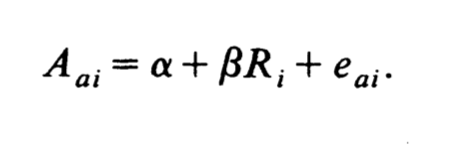 A_{ai} = α + βR_i + e_{ai}.